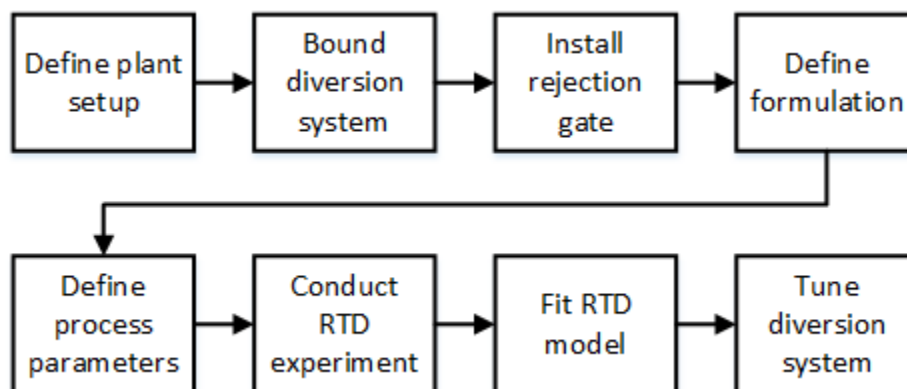 Define plant
setup
Bound
diversion
system
Install
rejection
gate
Define
formulation
Define
process
parameters
Conduct
RTD
experiment
Fit RTD
model
Tune
diversion
system